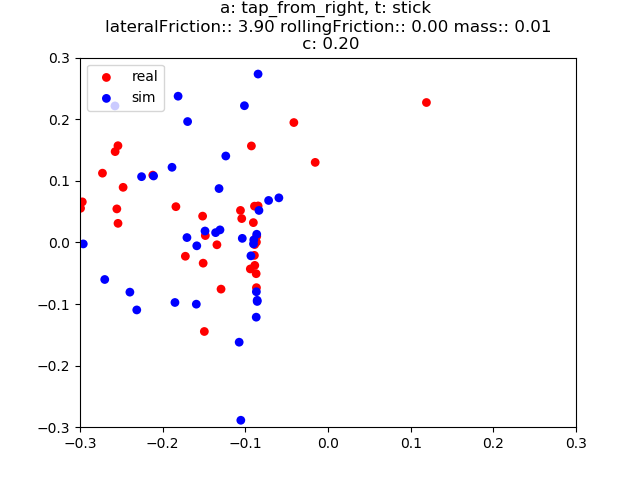 a: tap_from_right, t: stick
lateralFriction:: 3.90 rollingFriction:: 0.00 mass:: 0.01
c: 0.20
real
sim
0.3
0.2
0.1
0.0
−0.1
−0.2
−0.3
−0.3 −0.2 −0.1 0.0 0.1 0.2 0.3